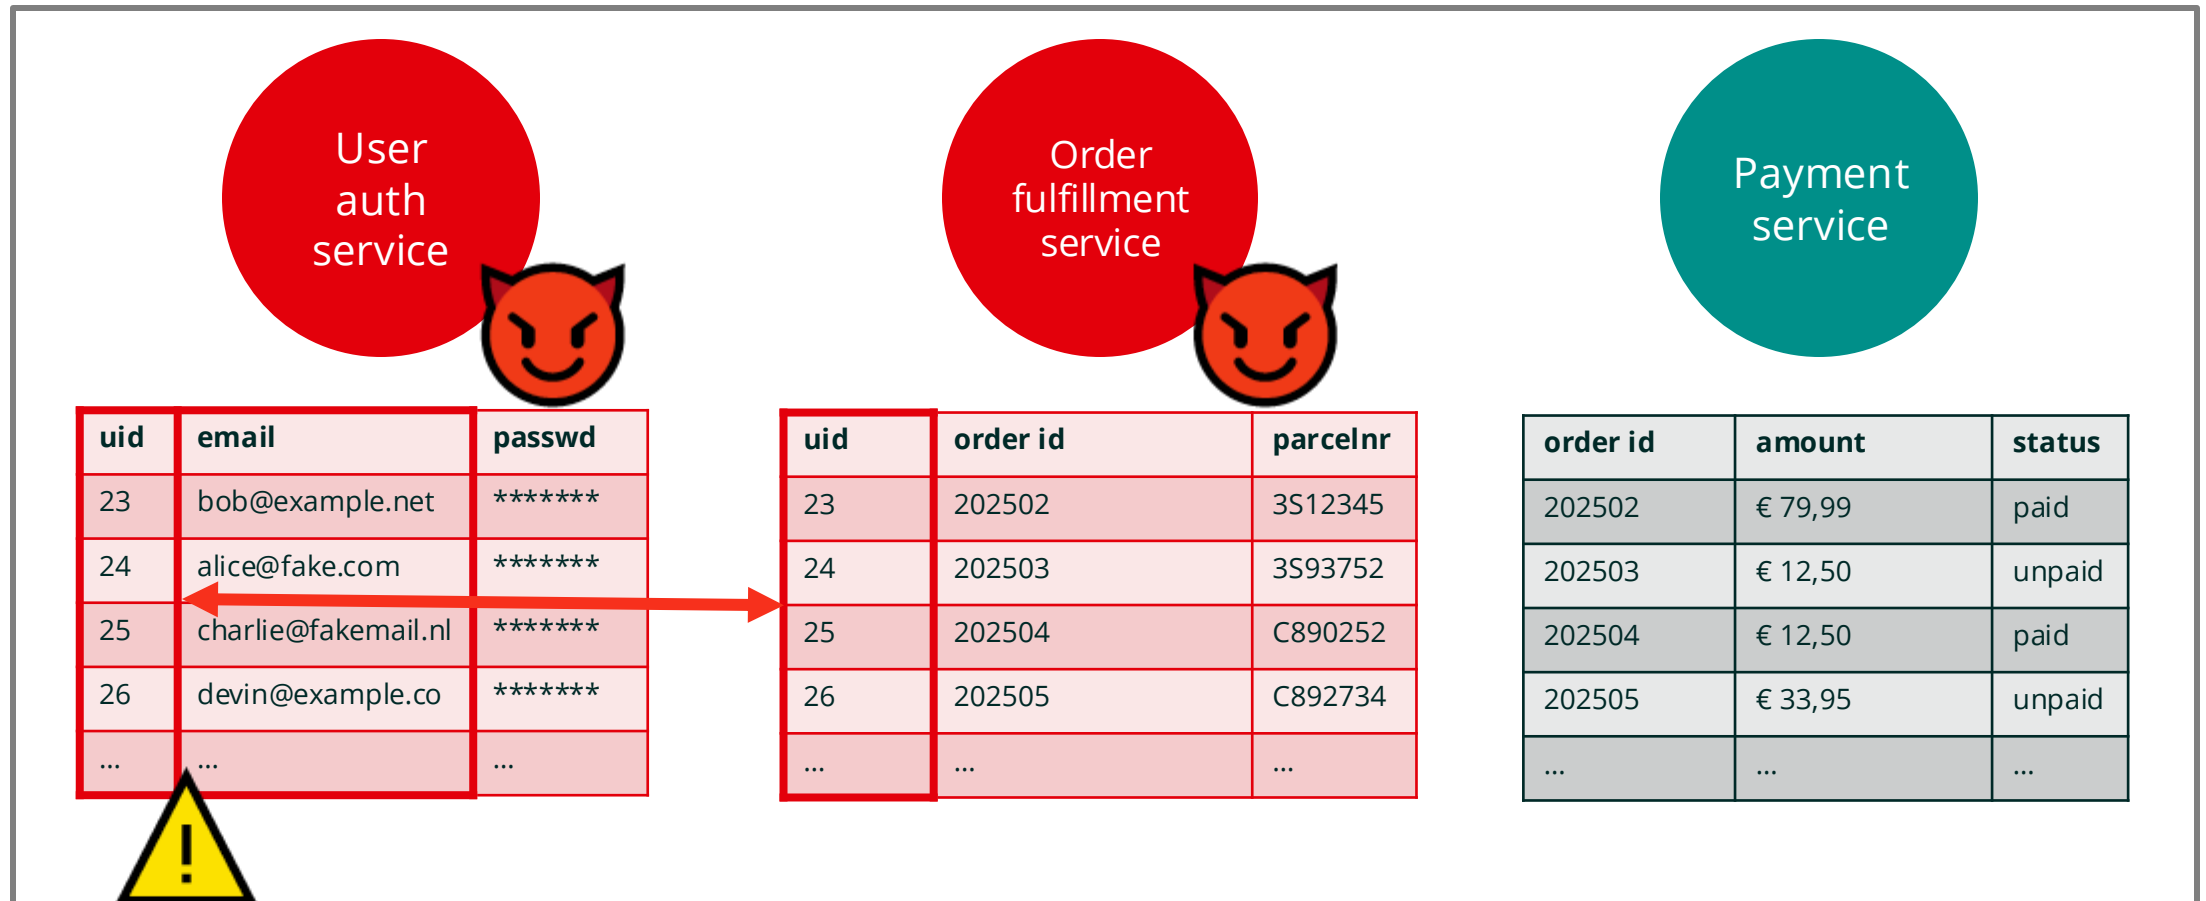 User
auth
service
Order
fulfillment
service
Payment
service
uid email passwd
23 bob@example.net *******
24 alice@fake.com *******
25 charlie@fakemail.nl *******
26 devin@example.co *******
... ... ...
uid order id parcelnr
23 202502 3S12345
24 202503 3S93752
25 202504 C890252
26 202505 C892734
... ... ...
order id amount status
202502 € 79,99 paid
202503 € 12,50 unpaid
202504 € 12,50 paid
202505 € 33,95 unpaid
... ... ...
!